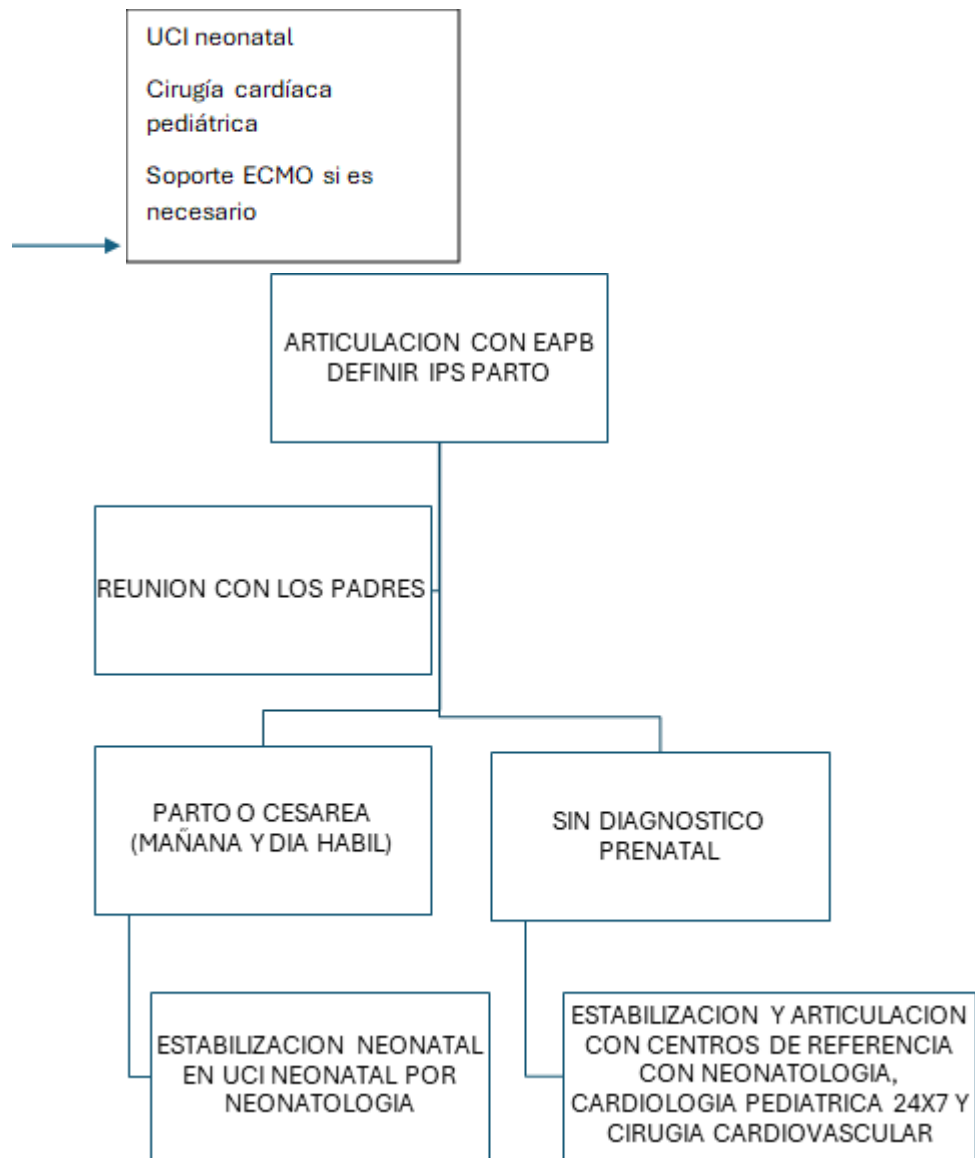 UCI neonatal
Cirugía cardíaca
pediátrica
Soporte ECMO si es
necesario
ARTICULACION CON EAPB
DEFINIR IPS PARTO
REUNION CON LOS PADRES
PARTO O CESAREA
(MAÑANA Y DIA HABIL)
SIN DIAGNOSTICO
PRENATAL
ESTABILIZACION NEONATAL
EN UCI NEONATAL POR
NEONATOLOGIA
ESTABILIZACION Y ARTICULACION
CON CENTROS DE REFERENCIA
CON NEONATOLOGIA,
CARDIOLOGIA PEDIATRICA 24X7 Y
CIRUGIA CARDIOVASCULAR